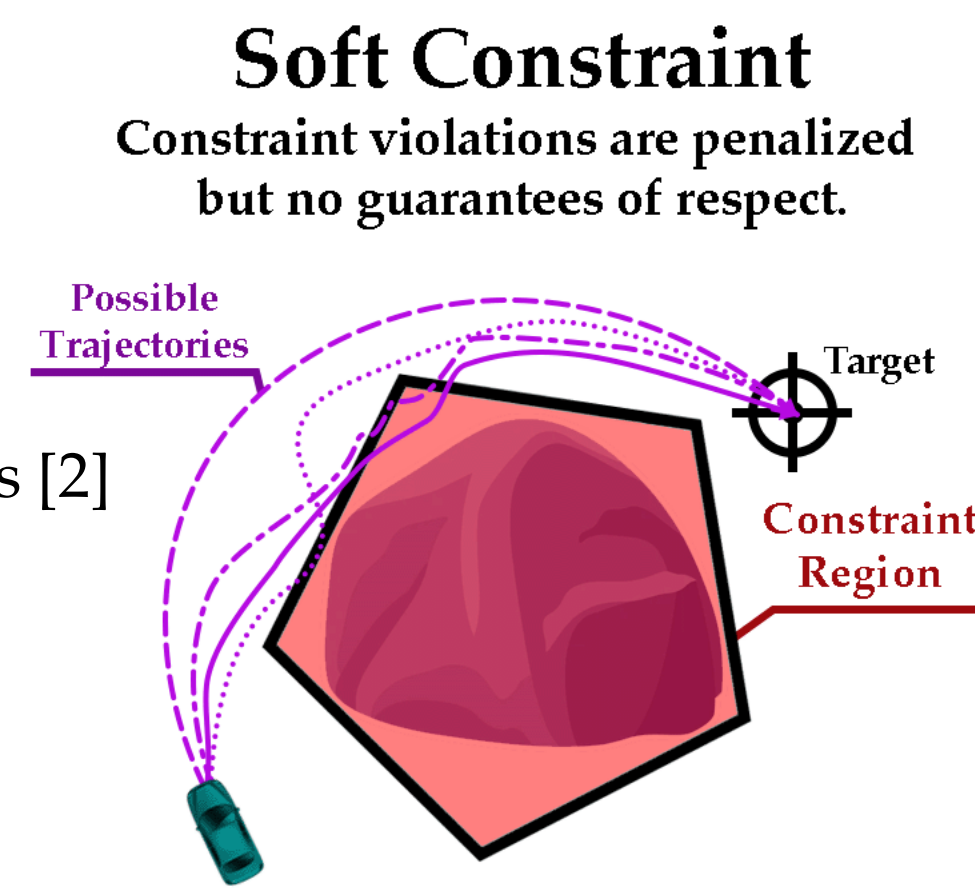 Soft Constraint
Constraint violations are penalized
but no guarantees of respect.
Possible
Trajectories
Target
s [2]
Constraint
Region